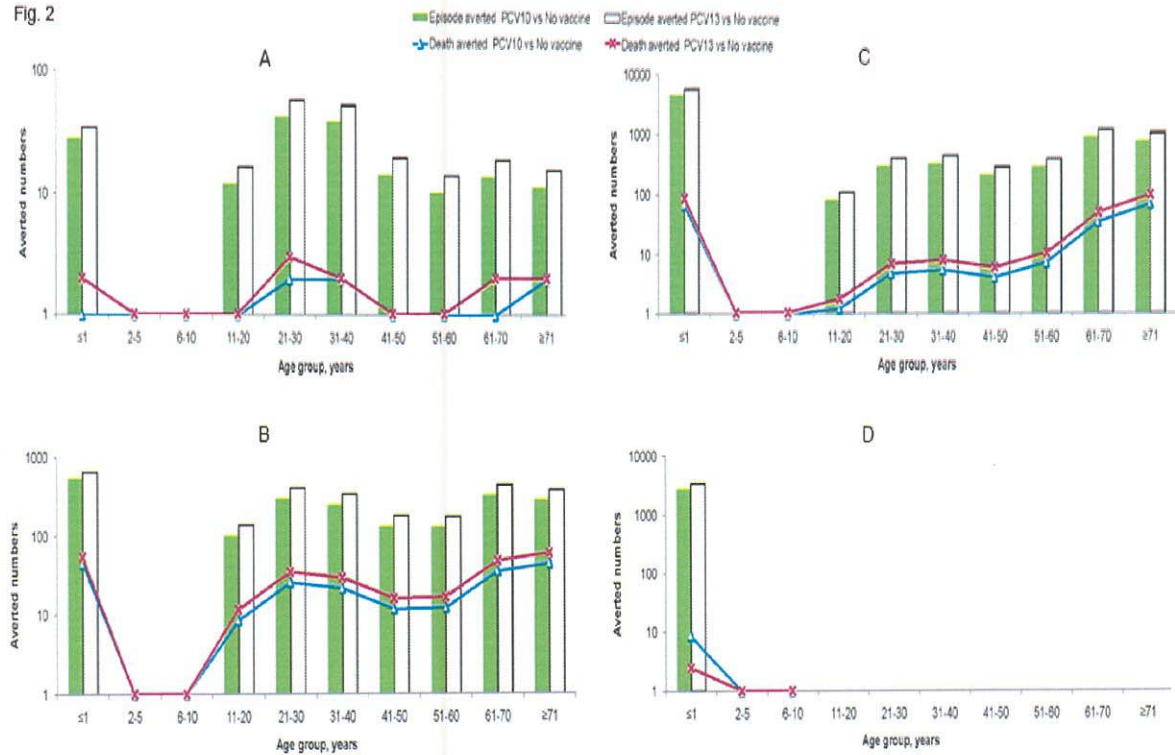 Fig. 2
Episode averted PCV10 vs No vaccine
Episode averted PCV13 vs No vaccine
Death averted PCV10 vs No vaccine
Death averted PCV13 vs No vaccine
A
100
10
1
Averted numbers
≤1 2-5 6-10 11-20 21-30 31-40 41-50 51-60 61-70 ≥71
Age group, years
C
10000
1000
100
10
1
Averted numbers
≤1 2-5 6-10 11-20 21-30 31-40 41-50 51-60 61-70 ≥71
Age group, years
B
1000
100
10
1
Averted numbers
≤1 2-5 6-10 11-20 21-30 31-40 41-50 51-60 61-70 ≥71
Age group, years
D
10000
1000
100
10
1
Averted numbers
≤1 2-5 6-10 11-20 21-30 31-40 41-50 51-60 61-70 ≥71
Age group, years